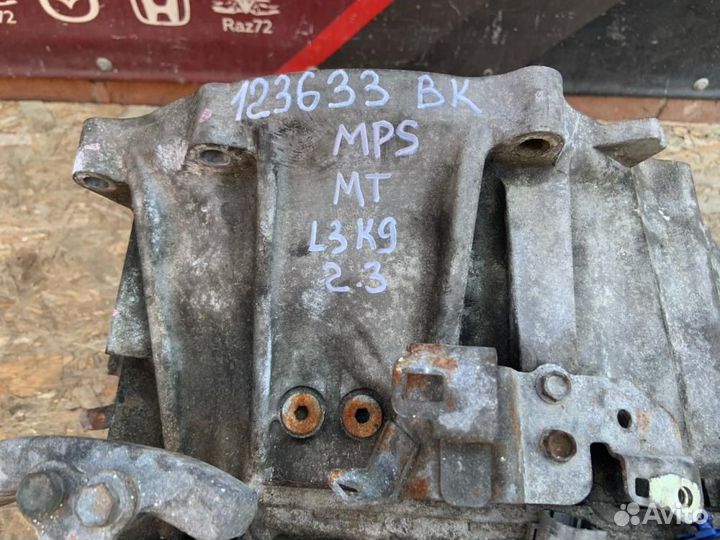 Raz72
123633 BK
MPS
MT
L3K9
2.3
Avito